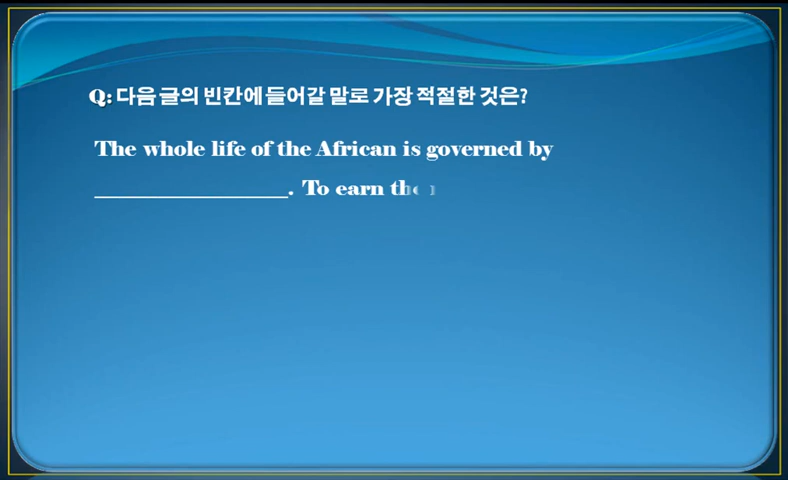 Q: 다음 글의 빈칸에 들어갈 말로 가장 적절한 것은?
The whole life of the African is governed by
_________________. To earn